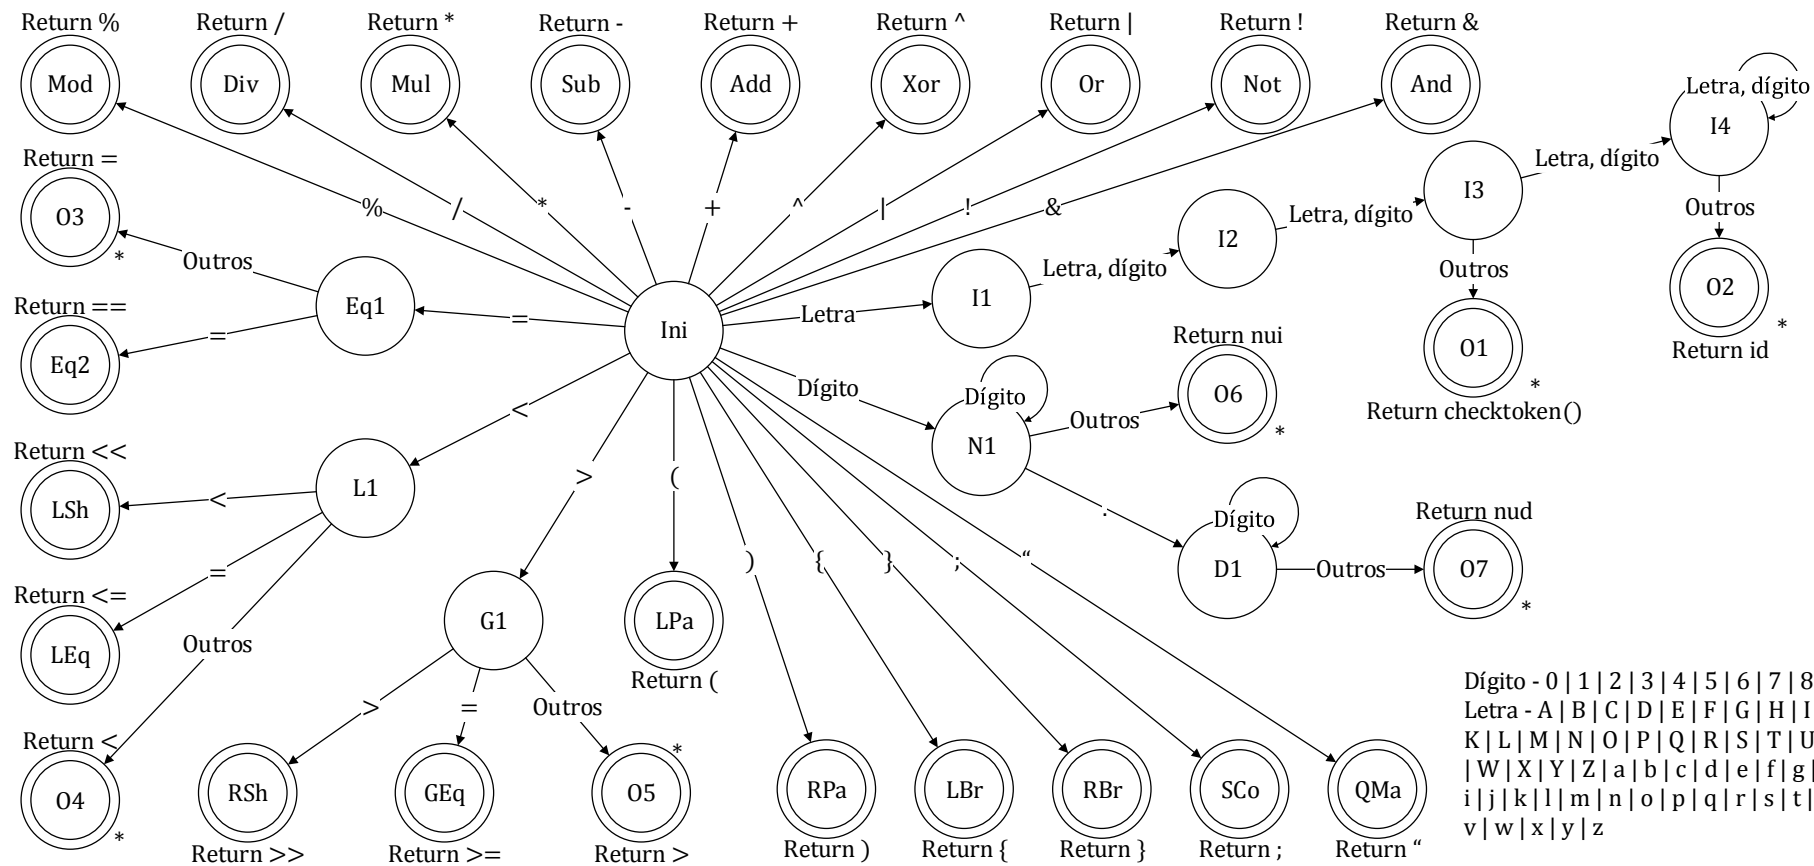 Return %
Return /
Return *
Return -
Return +
Return ^
Return |
Return !
Return &
Mod
Div
Mul
Sub
Add
Xor
Or
Not
And
Letra, dígito
I4
Return =
O3
*
%
/
*
-
+
^
|
!
&
Letra, dígito
I3
Outros
Letra, dígito
I2
Outros
Eq1
Letra, dígito
I1
Outros
O2
*
Return id
Return ==
Eq2
=
=
Ini
Letra
Return nui
O6
*
O1
*
Return checktoken()
Dígito
Dígito
Outros
N1
<
Return <<
LSh
<
L1
>
(
.
Dígito
D1
Outros
Return nud
O7
*
=
Return <=
LEq
Outros
)
{
}
;
“
G1
LPa
Return (
>
=
Outros
Return <
O4
*
RSh
Return >>
GEq
Return >=
O5
*
Return >
RPa
Return )
LBr
Return {
RBr
Return }
SCo
Return ;
QMa
Return “
Dígito - 0 | 1 | 2 | 3 | 4 | 5 | 6 | 7 | 8
Letra - A | B | C | D | E | F | G | H | I
K | L | M | N | O | P | Q | R | S | T | U
| W | X | Y | Z | a | b | c | d | e | f | g |
i | j | k | l | m | n | o | p | q | r | s | t |
v | w | x | y | z